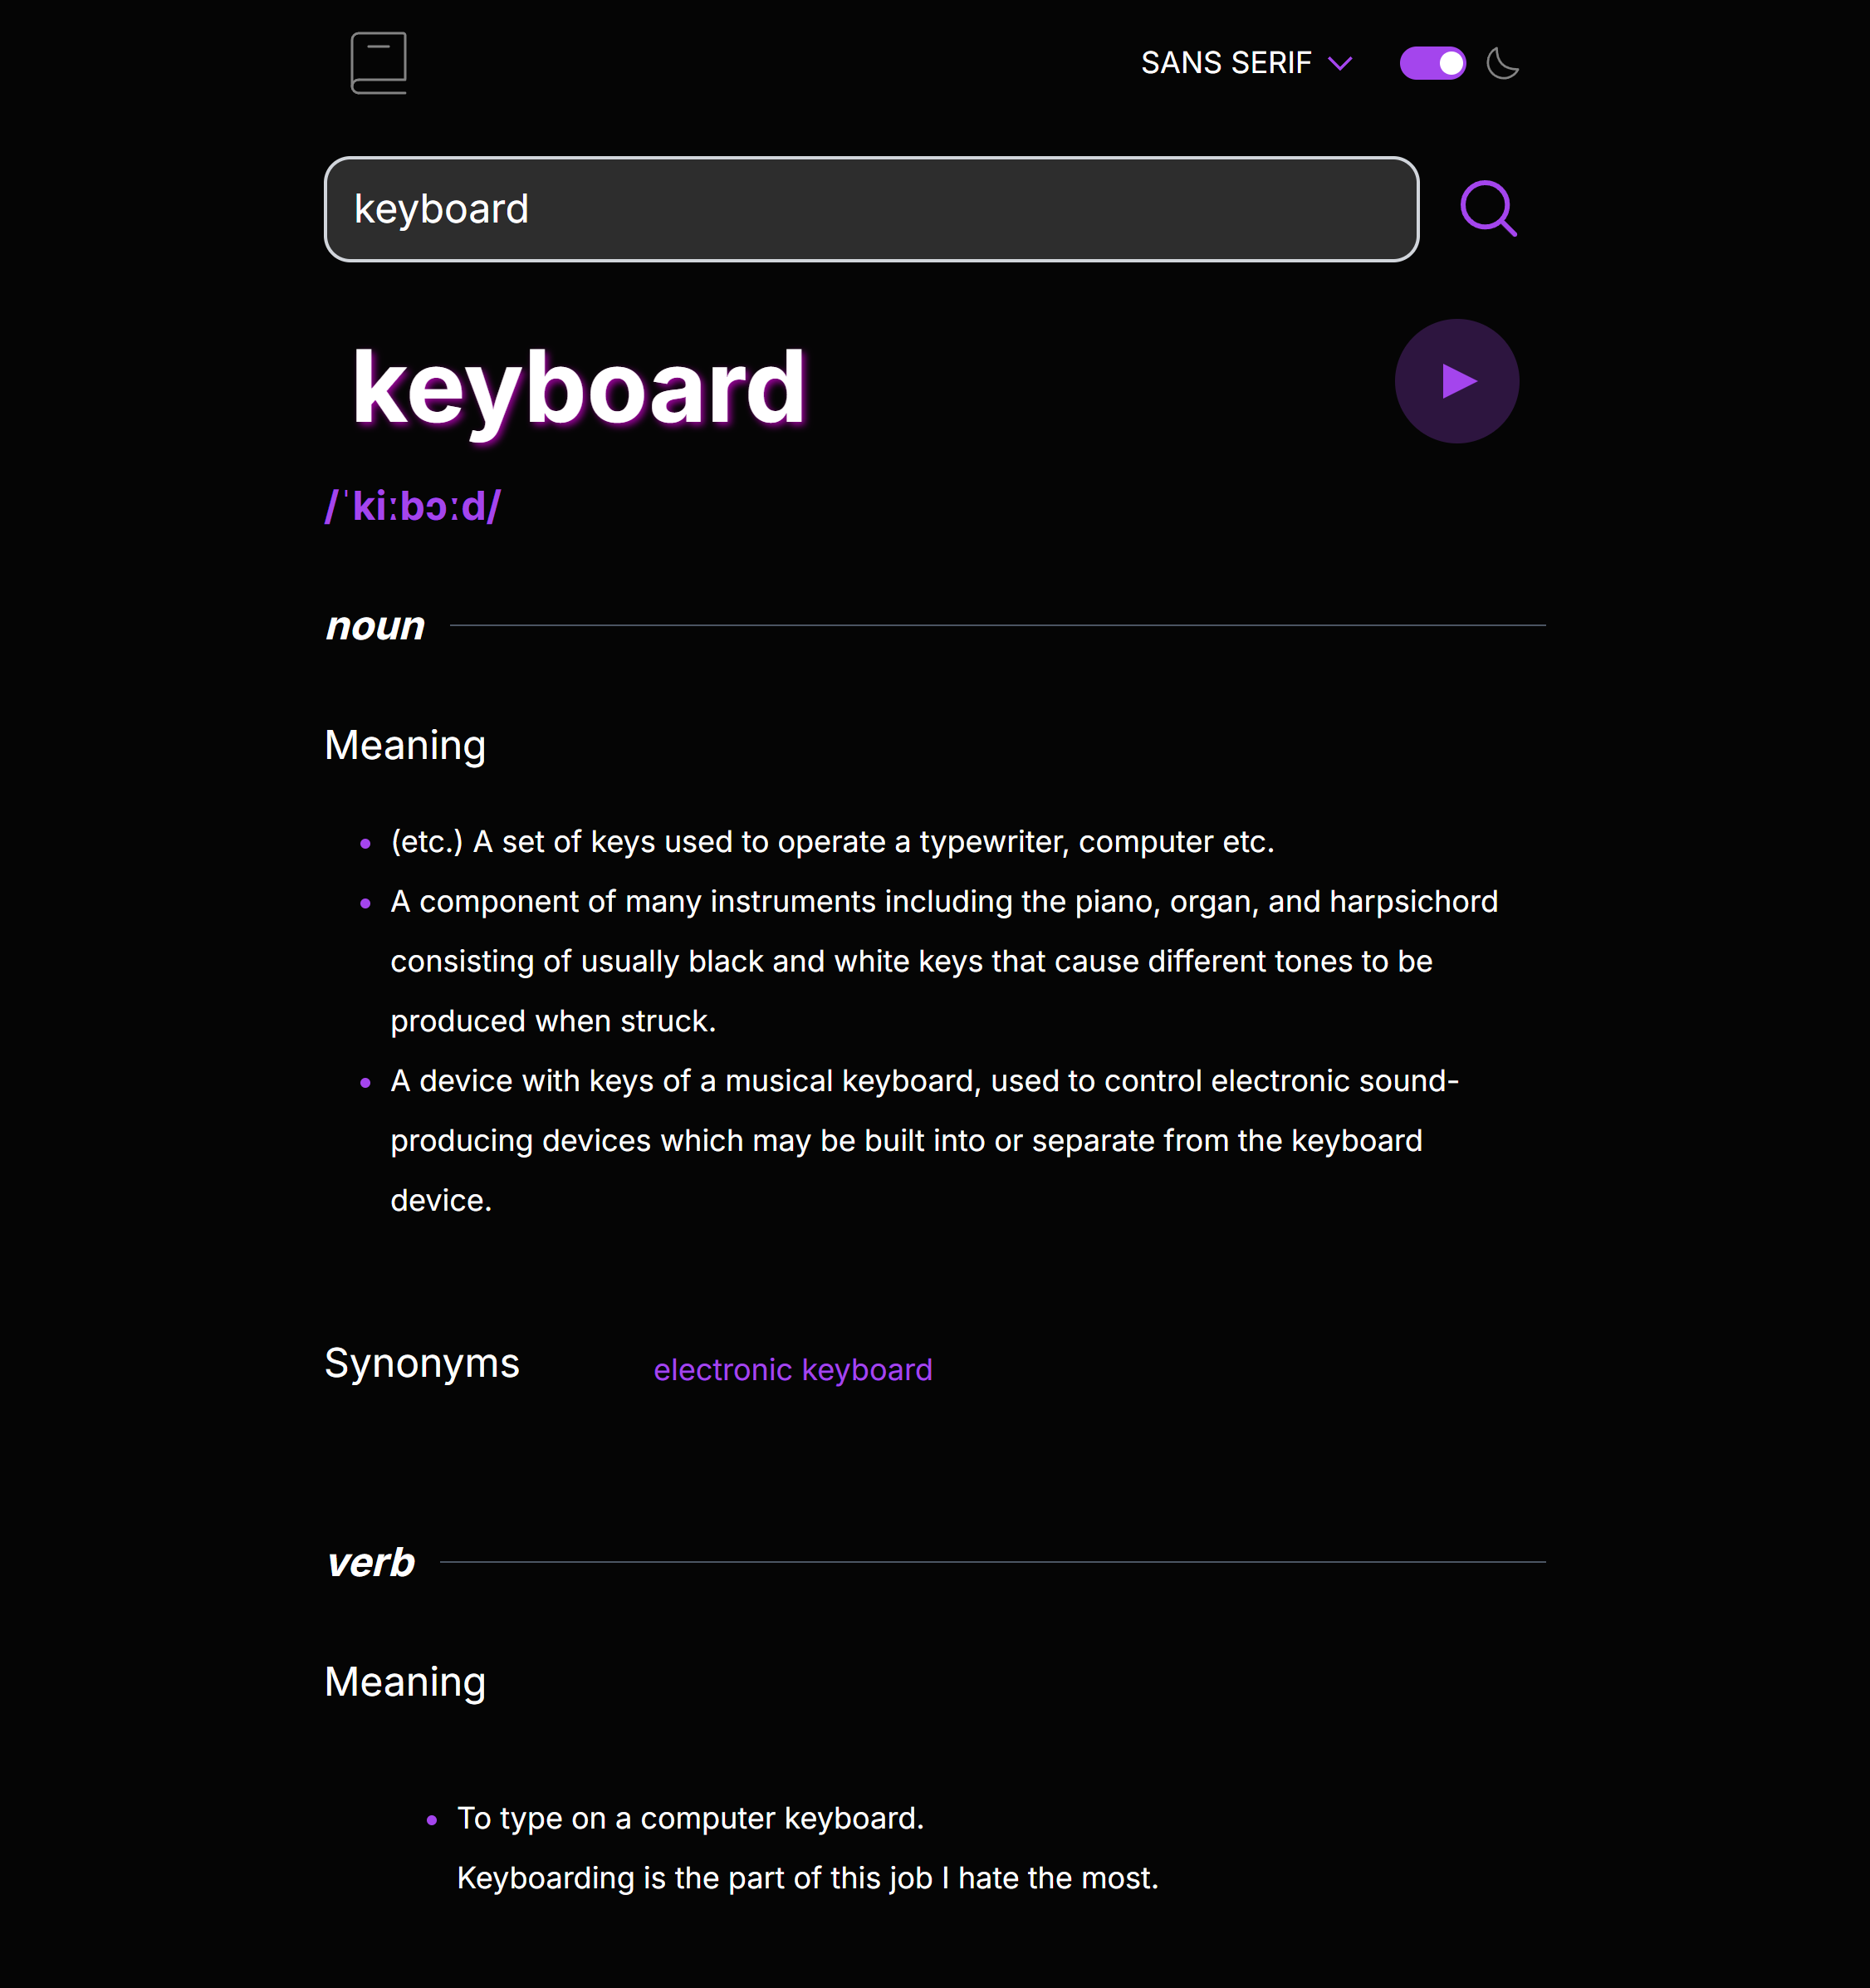 SANS SERIF
keyboard
keyboard
/ˈkiːbɔːd/
noun
Meaning
(etc.) A set of keys used to operate a typewriter, computer etc.
A component of many instruments including the piano, organ, and harpsichord
consisting of usually black and white keys that cause different tones to be
produced when struck.
A device with keys of a musical keyboard, used to control electronic sound-
producing devices which may be built into or separate from the keyboard
device.
Synonyms electronic keyboard
verb
Meaning
To type on a computer keyboard.
Keyboarding is the part of this job I hate the most.